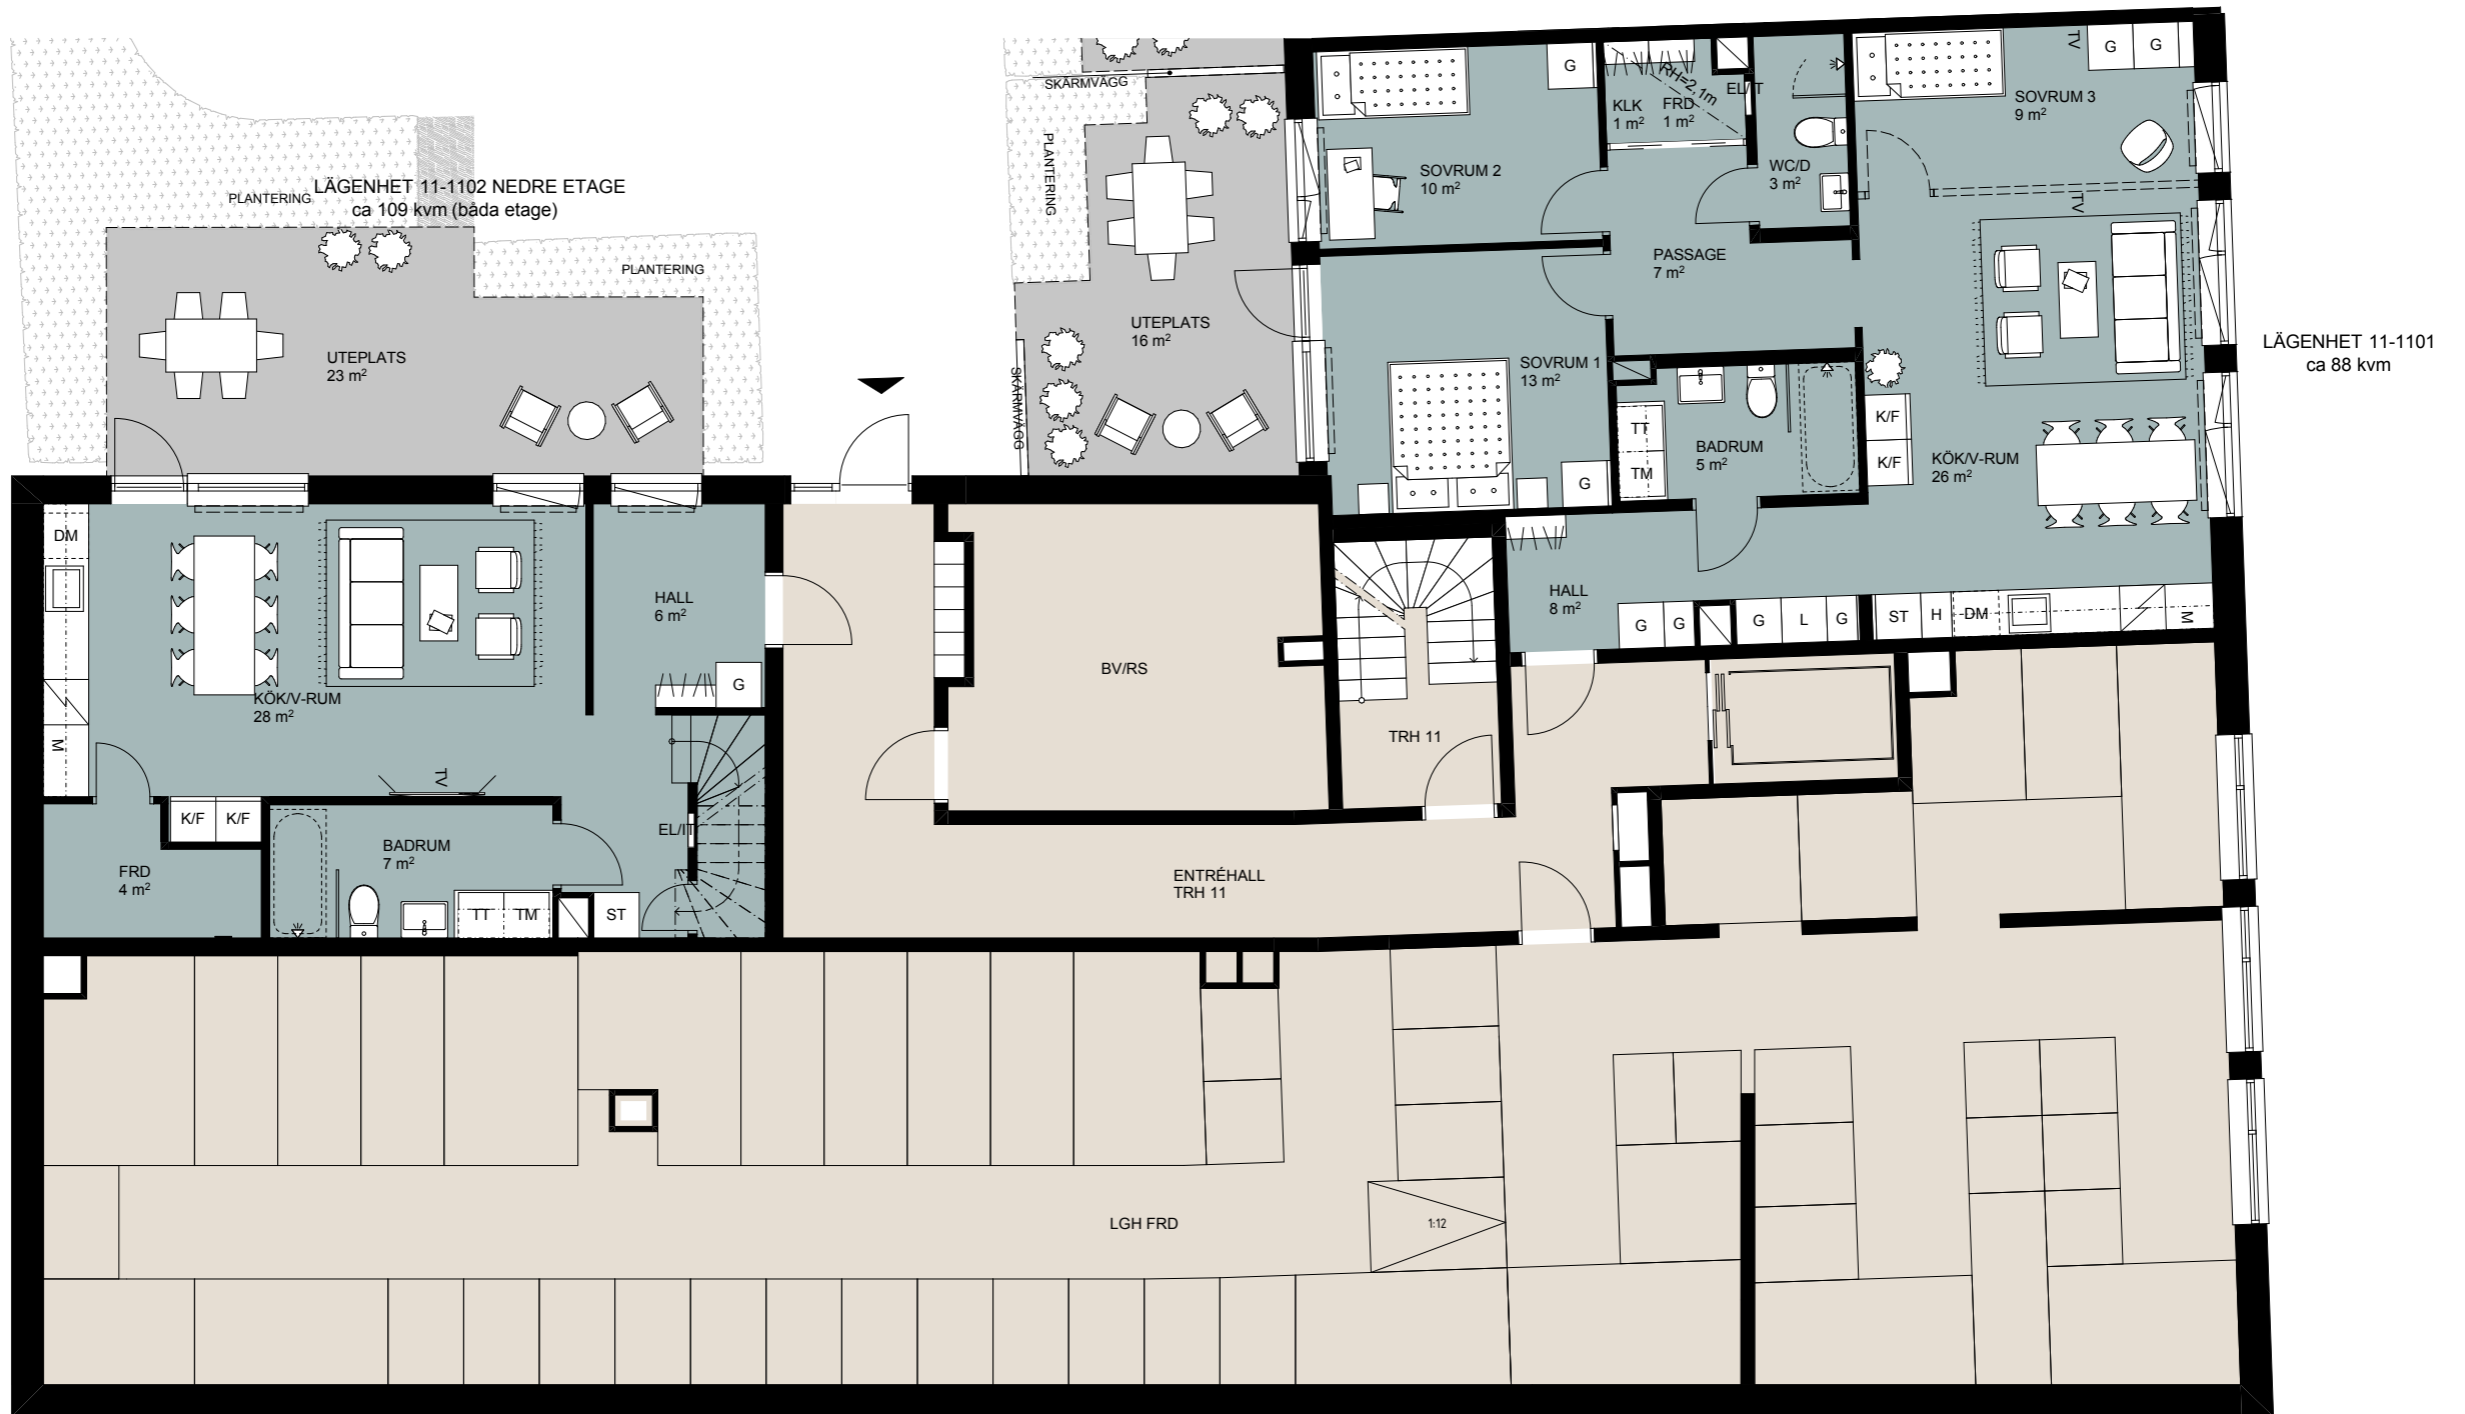 SKÄRMVÄGG
PLANTERING
LÄGENHET 11-1102 NEDRE ETAGE
ca 109 kvm (båda etage)
PLANTERING
PLANTERING
UTEPLATS
23 m²
UTEPLATS
16 m²
SKÄRMVÄGG
G
SOVRUM 2
10 m²
KLK
1 m²
FRD
1 m²
RH=2,1m
EL/IT
WC/D
3 m²
TV
G
G
SOVRUM 3
9 m²
TV
PASSAGE
7 m²
SOVRUM 1
13 m²
G
TT
TM
BADRUM
5 m²
K/F
K/F
KÖK/V-RUM
26 m²
LÄGENHET 11-1101
ca 88 kvm
HALL
8 m²
G
G
G
L
G
ST
H
DM
M
DM
KÖK/V-RUM
28 m²
M
HALL
6 m²
G
TV
K/F
K/F
FRD
4 m²
BADRUM
7 m²
TT
TM
ST
EL/IT
BV/RS
TRH 11
ENTRÉHALL
TRH 11
LGH FRD
1:12